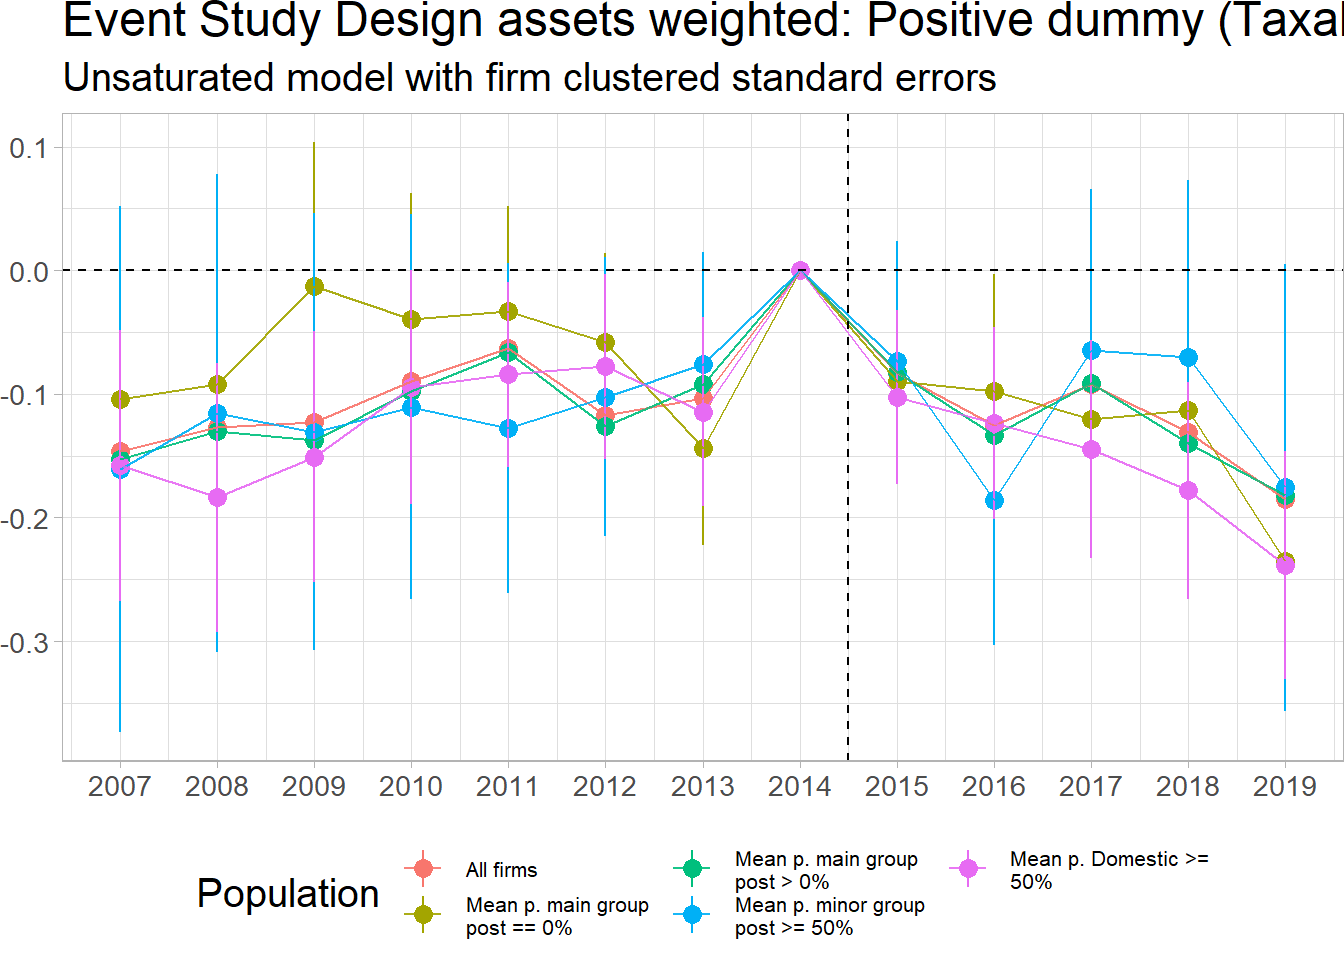 Event Study Design assets weighted: Positive dummy
Unsaturated model with firm clustered standard errors
0.1
0.0
-0.1
-0.2
-0.3
2007 2008 2009 2010 2011 2012 2013 2014 2015 2016 2017 2018 2019
Population
All firms
Mean p. main group
post == 0%
Mean p. main group
post > 0%
Mean p. minor group
post >= 50%
Mean p. Domestic >=
50%